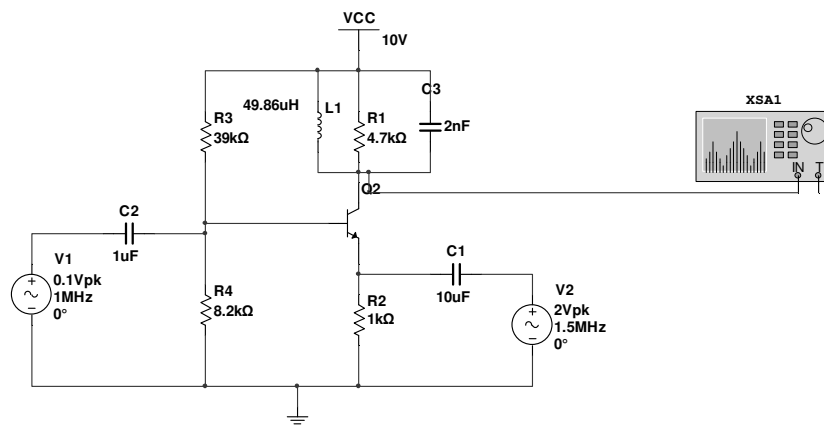 VCC
10V
C3
49.86uH
L1
R1
4.7kΩ
2nF
R3
39kΩ
XSA1
IN
T
Q2
C2
1uF
C1
10uF
V1
0.1Vpk
1MHz
0°
R4
8.2kΩ
R2
1kΩ
V2
2Vpk
1.5MHz
0°